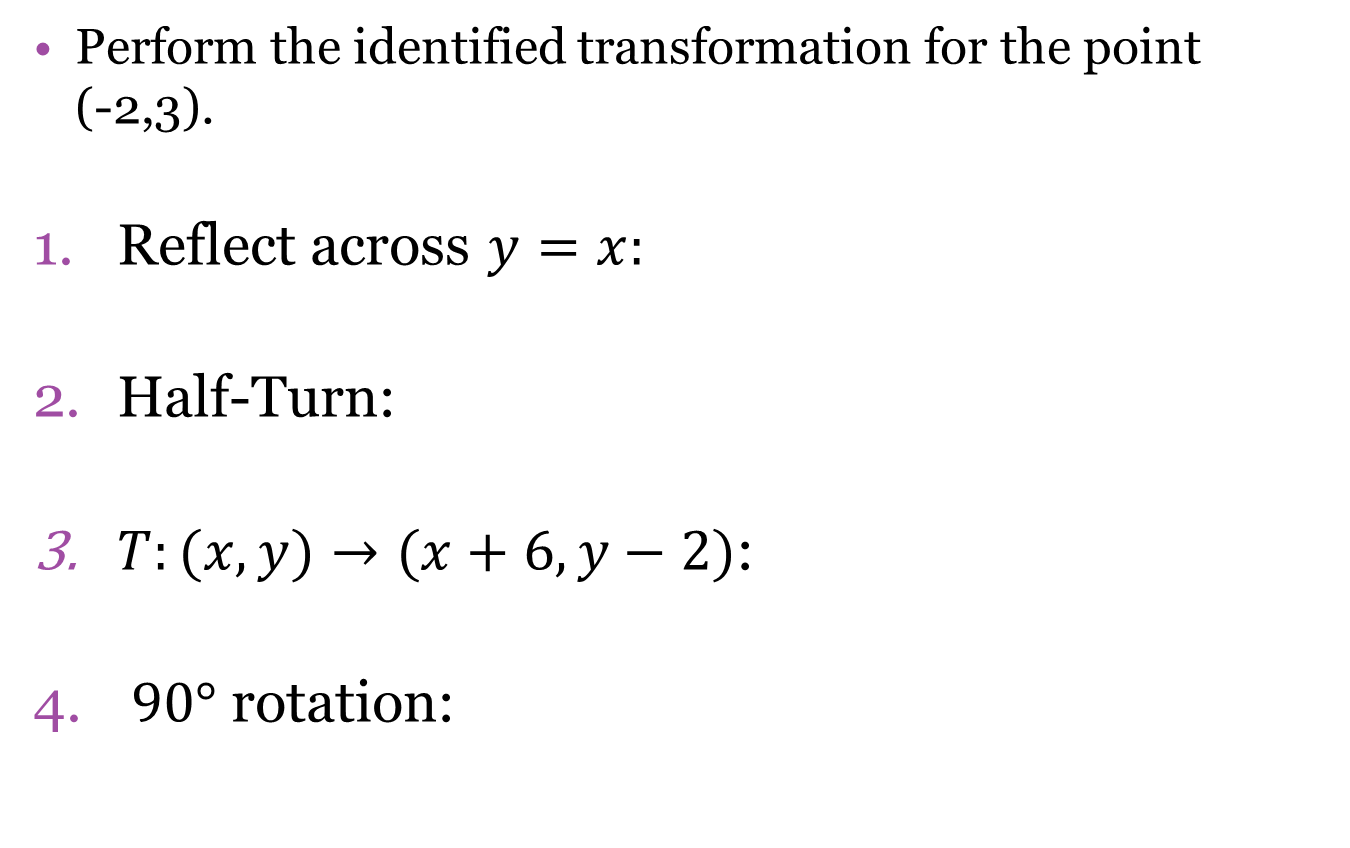 • Perform the identified transformation for the point
(-2,3).
1. Reflect across y = x:
2. Half-Turn:
3. T: (x, y) → (x + 6, y − 2):
4. 90° rotation: